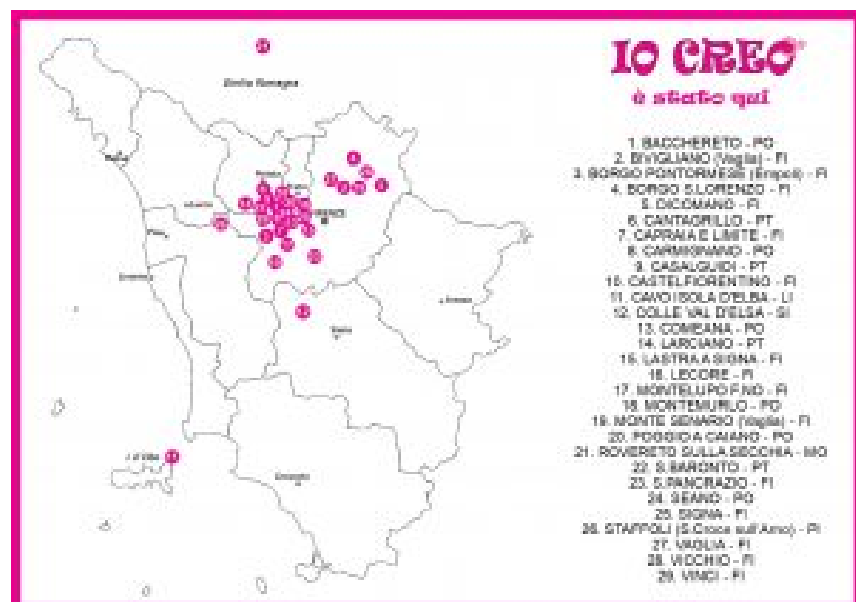 IO CREO
è stato qui
1. BACCHERETO - PO
2. BIVIGLIANO (Vaglia) - FI
3. BORGO PONTORMESE (Empoli) - FI
4. BORGO S.LORENZO - FI
5. DICOMANO - FI
6. CANTAGRILLO - PT
7. CAPRAIA E LIMITE - FI
8. CARMIGNANO - PO
9. CASALGUIDI - PT
10. CASTELFIORENTINO - FI
11. CAVO ISOLA D'ELBA - LI
12. COLLE VAL D'ELSA - SI
13. COMEANA - PO
14. LARCIANO - PT
15. LASTRA A SIGNA - FI
16. LECORE - FI
17. MONTELUPO F.NO - FI
18. MONTEMURLO - PO
19. MONTE SENARIO (Vaglia) - FI
20. POGGIO A CAIANO - PO
21. ROVERETO SULLA SECCHIA - MO
22. S.BARONTO - PT
23. S.PANCRAZIO - FI
24. SEANO - PO
25. SIGNA - FI
26. STAFFOLI (S.Croce sull'Arno) - PI
27. VAGLIA - FI
28. VICCHIO - FI
29. VINCI - FI
Emilia Romagna
Siena
Grosseto